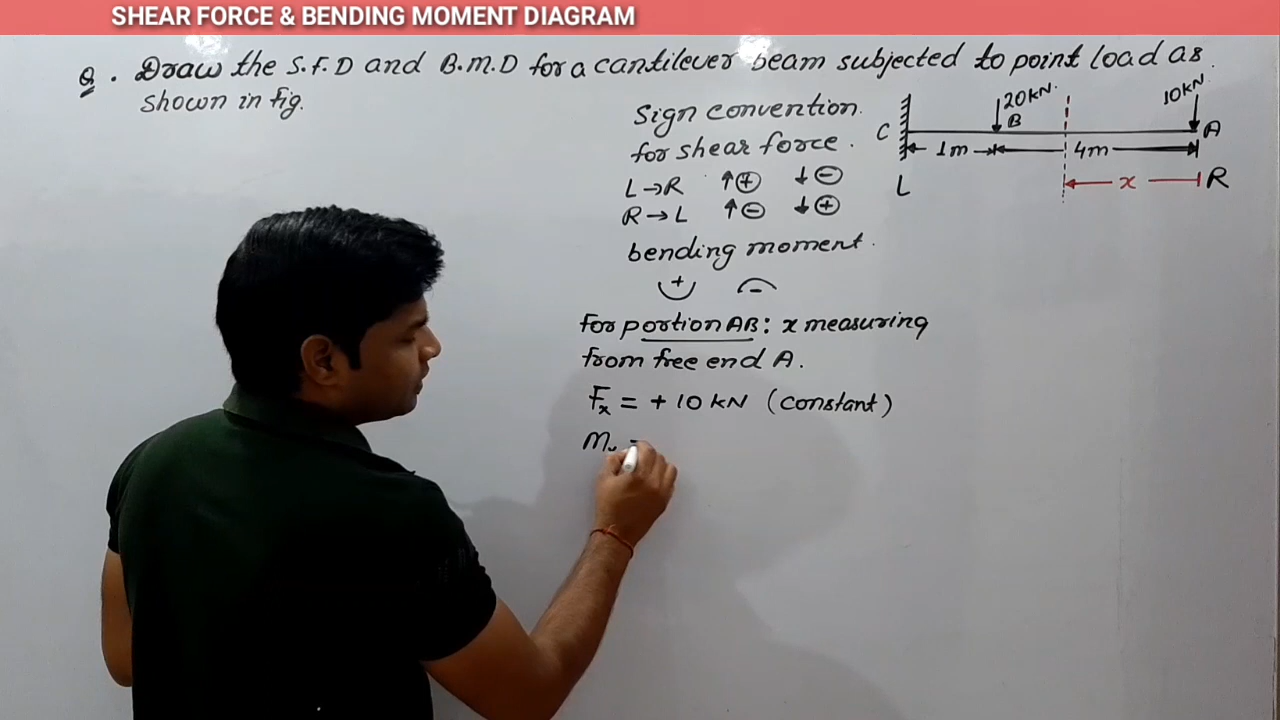 SHEAR FORCE & BENDING MOMENT DIAGRAM
Q. Draw the S.F.D and B.M.D for a cantilever beam subjected to point load as
shown in fig.
Sign convention.
for shear force.
L→R ↑⊕ ↓⊖
R→L ↑⊖ ↓⊕
bending moment.
+ -
20kN.
10kN
C B A
1m 4m
L x R
for portion AB: x measuring
from free end A.
Fx = + 10 kN (constant)
Mx =